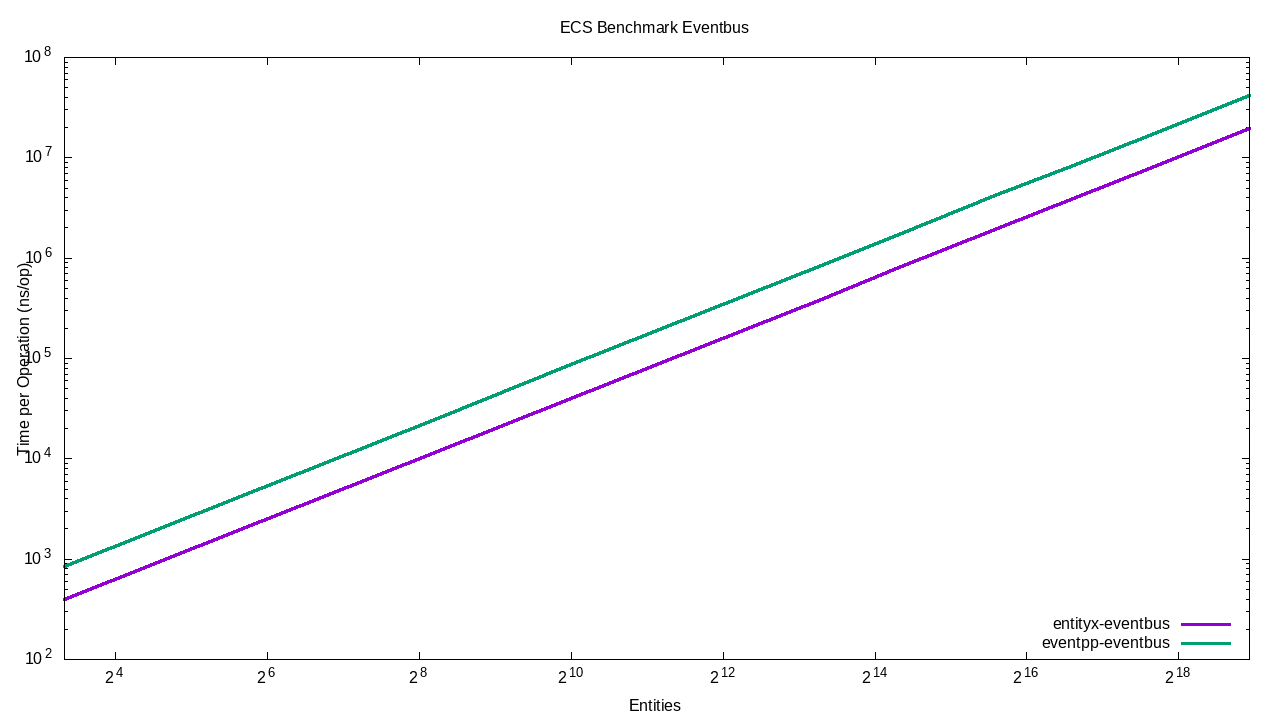 ECS Benchmark Eventbus
10^8
10^7
10^6
10^5
10^4
10^3
10^2
Time per Operation (ns/op)
entityx-eventbus
eventpp-eventbus
2^4 2^6 2^8 2^10 2^12 2^14 2^16 2^18
Entities